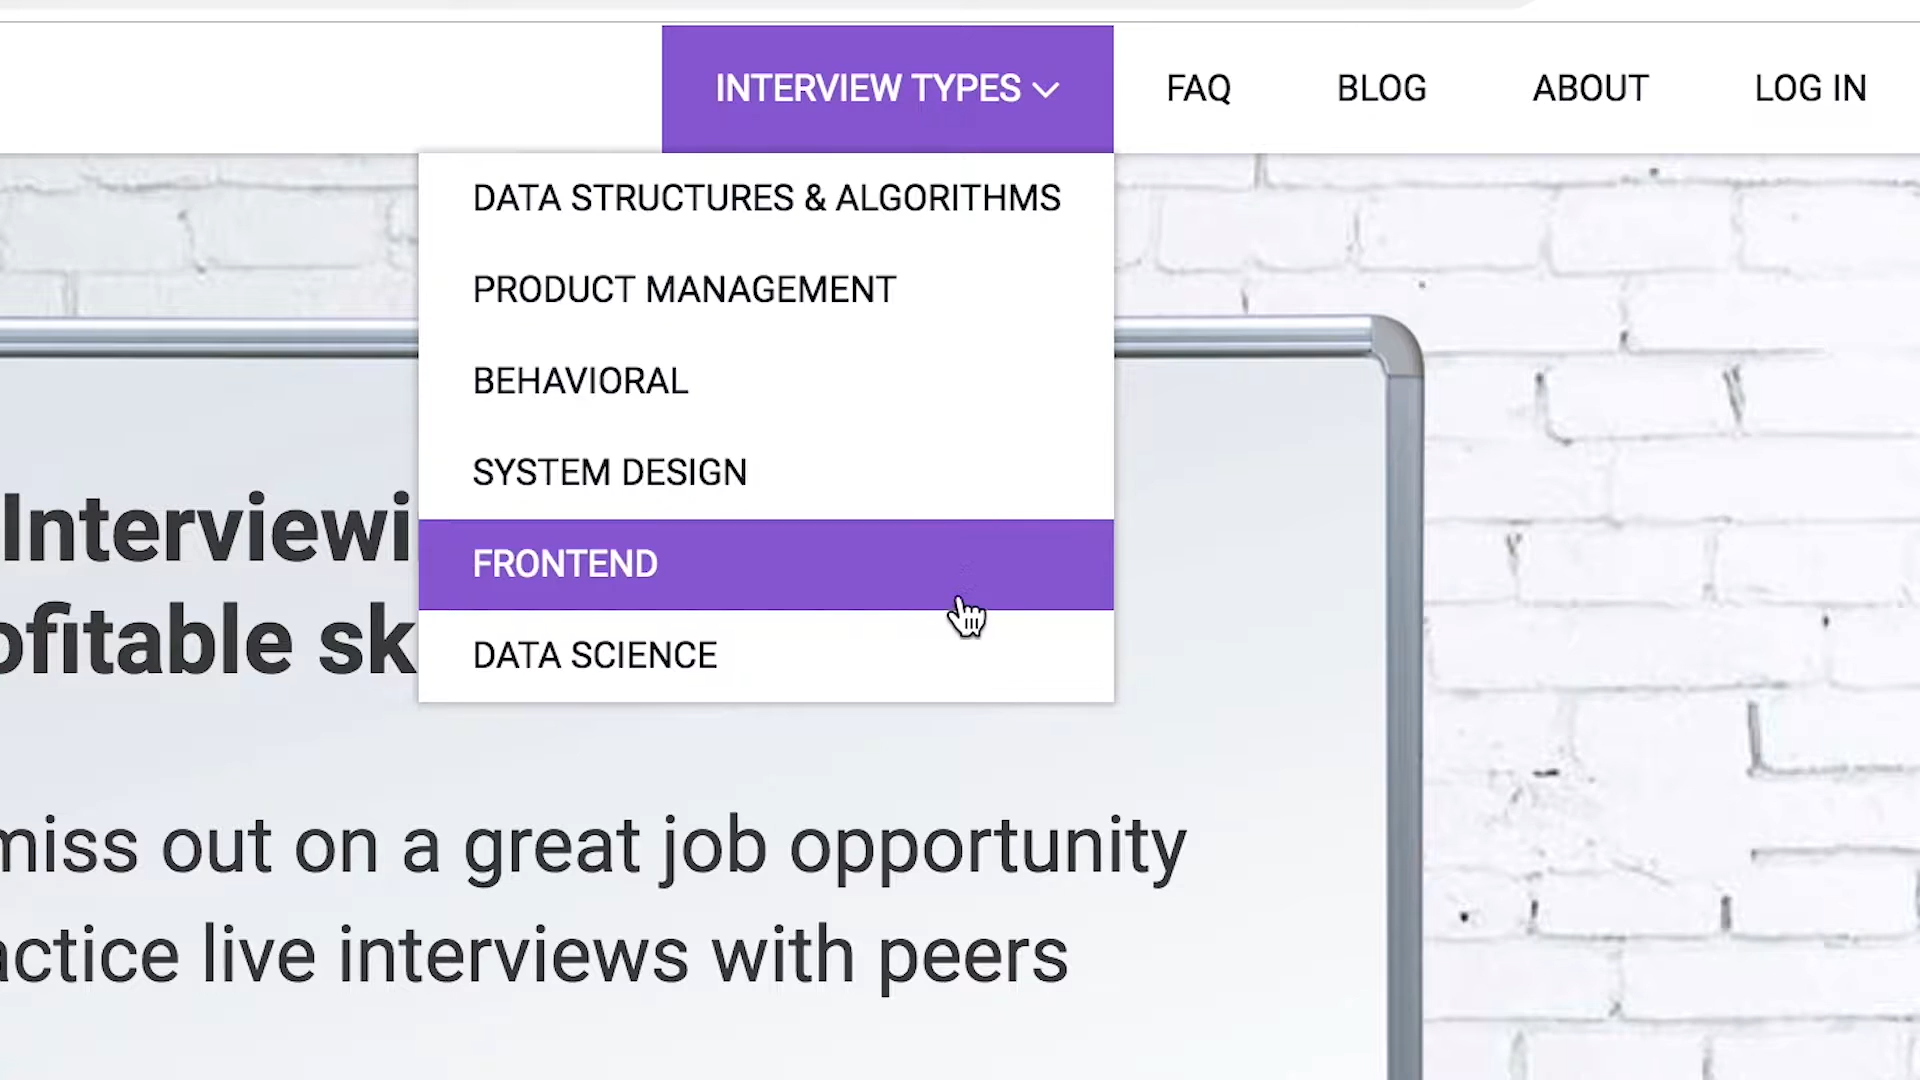 INTERVIEW TYPES FAQ BLOG ABOUT LOG IN
DATA STRUCTURES & ALGORITHMS
PRODUCT MANAGEMENT
BEHAVIORAL
SYSTEM DESIGN
Interviewi
FRONTEND
ofitable sk
DATA SCIENCE
miss out on a great job opportunity
actice live interviews with peers